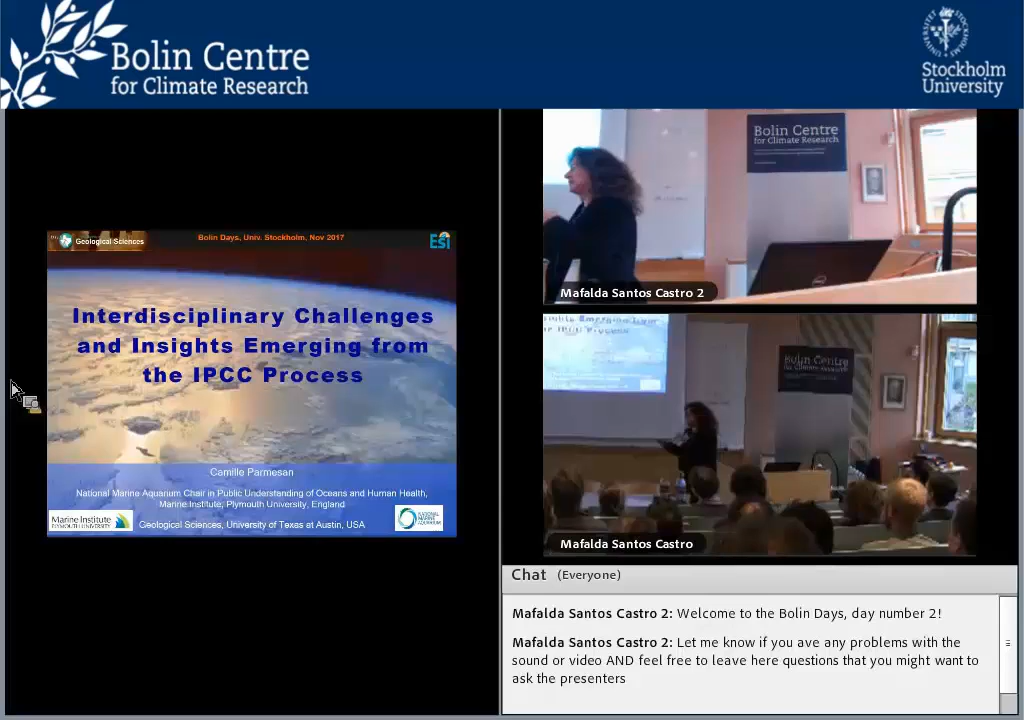 Bolin Centre
for Climate Research
Stockholm
University
Geological Sciences
Bolin Days, Univ. Stockholm, Nov 2017
Esi
Interdisciplinary Challenges
and Insights Emerging from
the IPCC Process
Camille Parmesan
National Marine Aquarium Chair in Public Understanding of Oceans and Human Health,
Marine Institute, Plymouth University, England
Marine Institute
PLYMOUTH UNIVERSITY
Geological Sciences, University of Texas at Austin, USA
NATIONAL
MARINE
AQUARIUM
Bolin Centre
for Climate Research
Mafalda Santos Castro 2
Bolin Centre
for Climate Research
Mafalda Santos Castro
Chat (Everyone)
Mafalda Santos Castro 2: Welcome to the Bolin Days, day number 2!
Mafalda Santos Castro 2: Let me know if you ave any problems with the
sound or video AND feel free to leave here questions that you might want to
ask the presenters